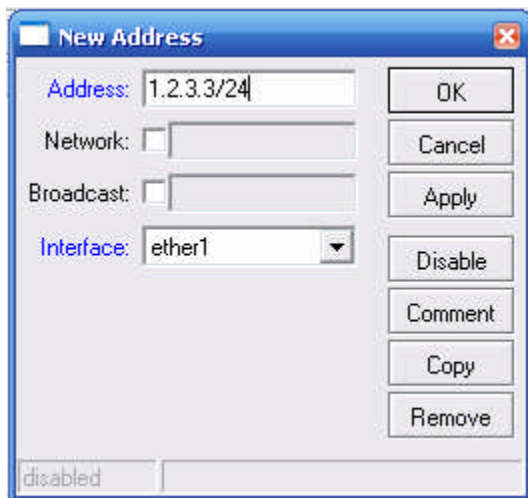 New Address
Address: 1.2.3.3/24
OK
Network:
Cancel
Broadcast:
Apply
Interface: ether1
Disable
Comment
Copy
Remove
disabled